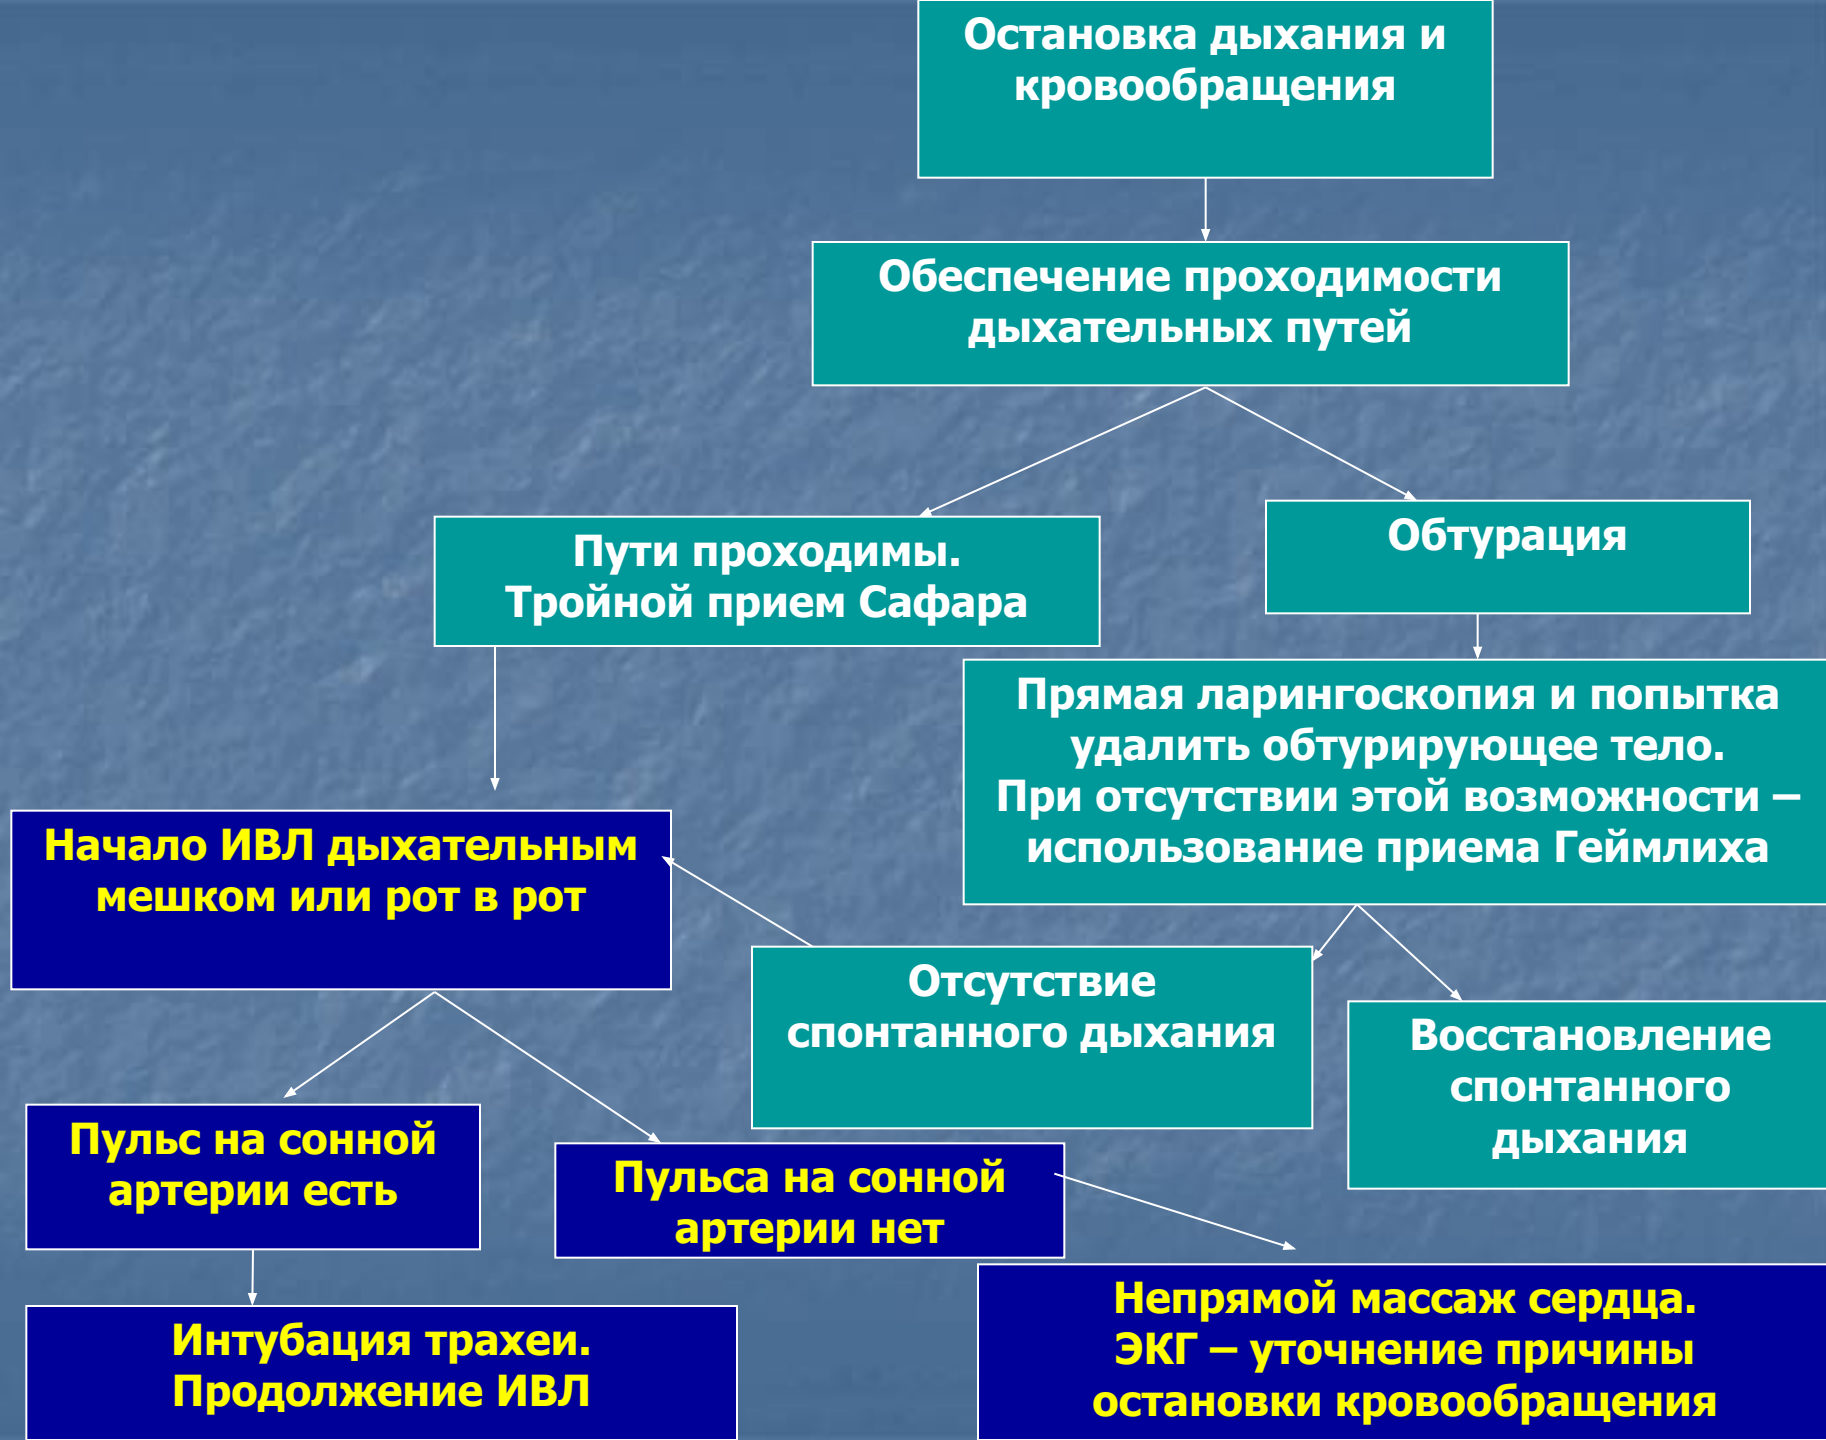 Остановка дыхания и
кровообращения
Обеспечение проходимости
дыхательных путей
Пути проходимы.
Тройной прием Сафара
Обтурация
Прямая ларингоскопия и попытка
удалить обтурирующее тело.
При отсутствии этой возможности –
использование приема Геймлиха
Начало ИВЛ дыхательным
мешком или рот в рот
Отсутствие
спонтанного дыхания
Восстановление
спонтанного
дыхания
Пульс на сонной
артерии есть
Пульса на сонной
артерии нет
Интубация трахеи.
Продолжение ИВЛ
Непрямой массаж сердца.
ЭКГ – уточнение причины
остановки кровообращения